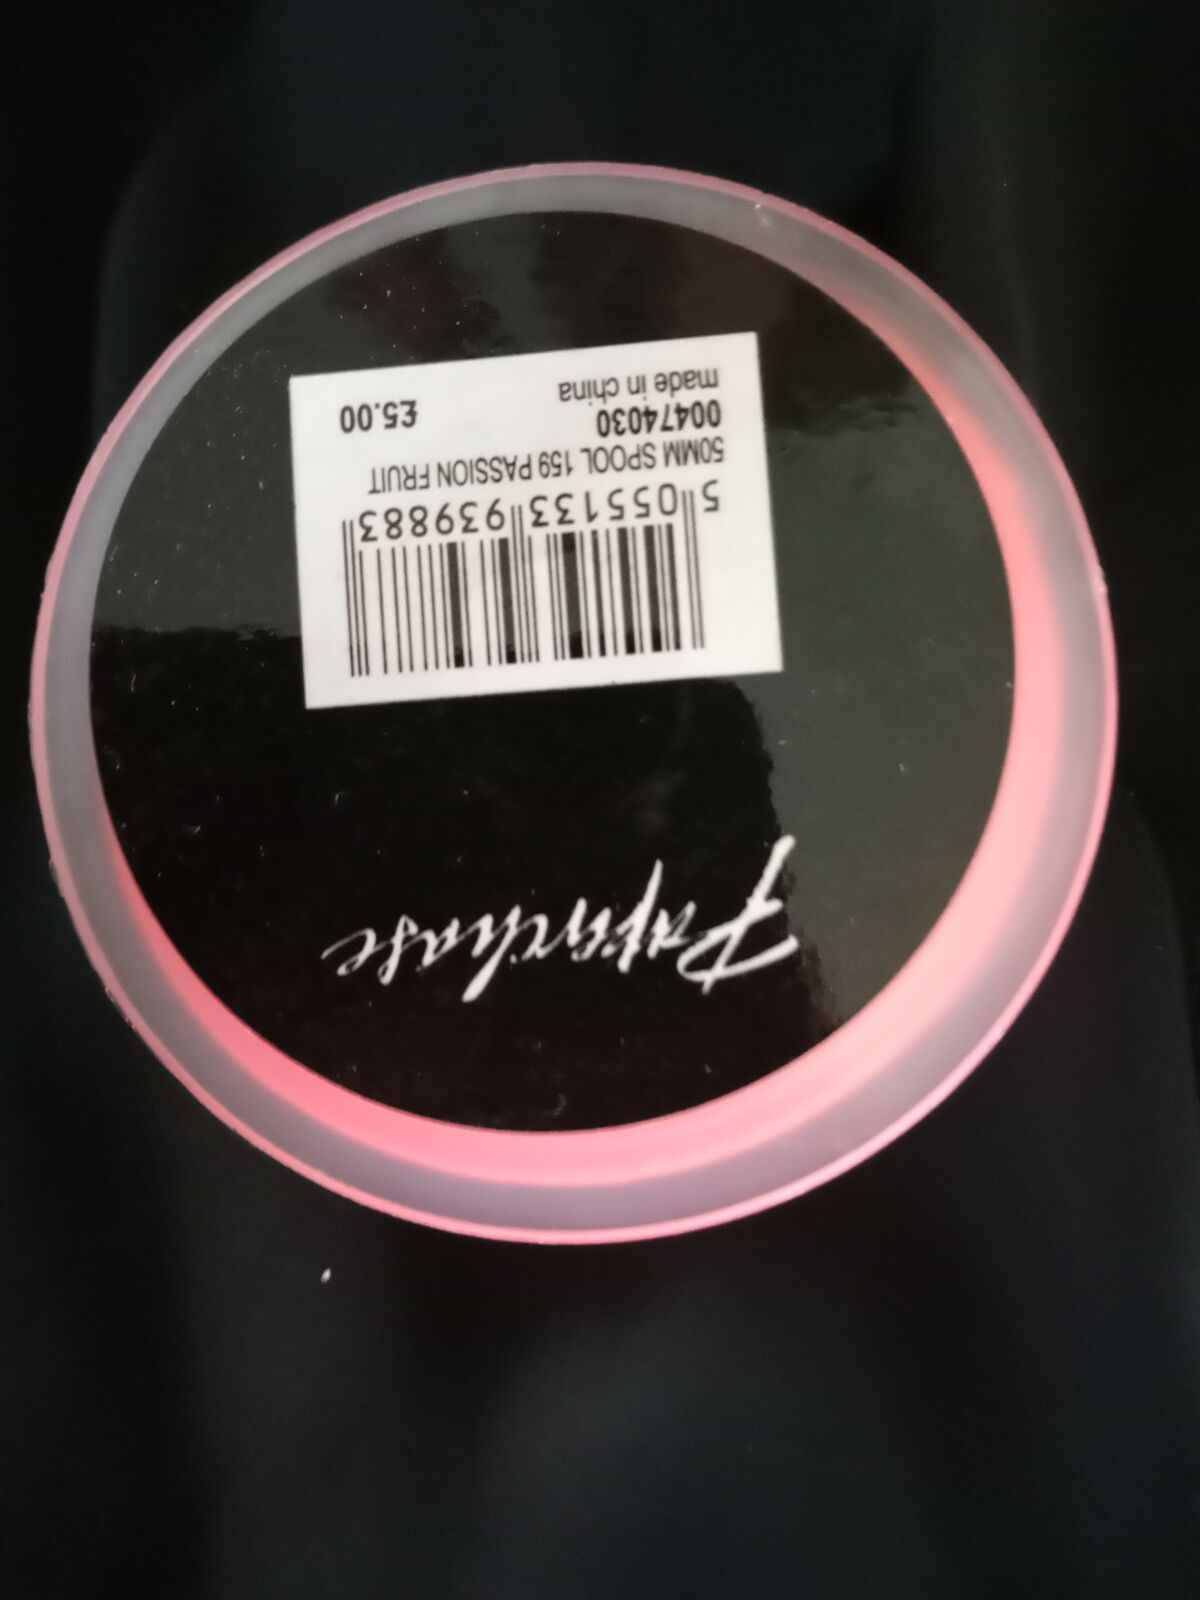 Paperchase
5 055133 939883
50MM SPOOL 159 PASSION FRUIT
00474030
made in china £5.00